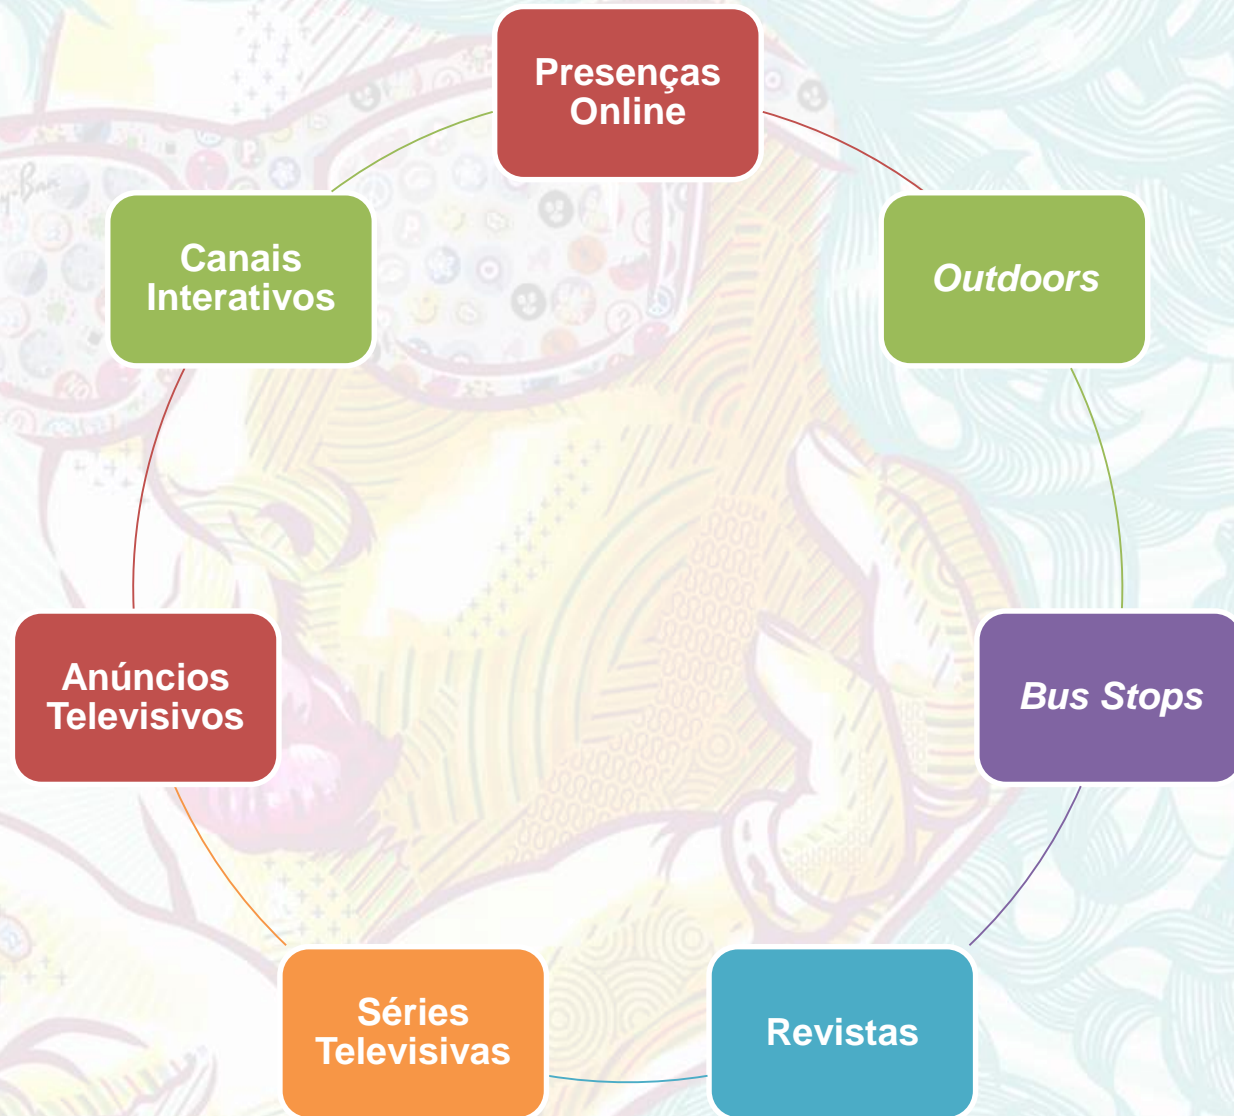 Presenças
Online
Outdoors
Bus Stops
Revistas
Séries
Televisivas
Anúncios
Televisivos
Canais
Interativos